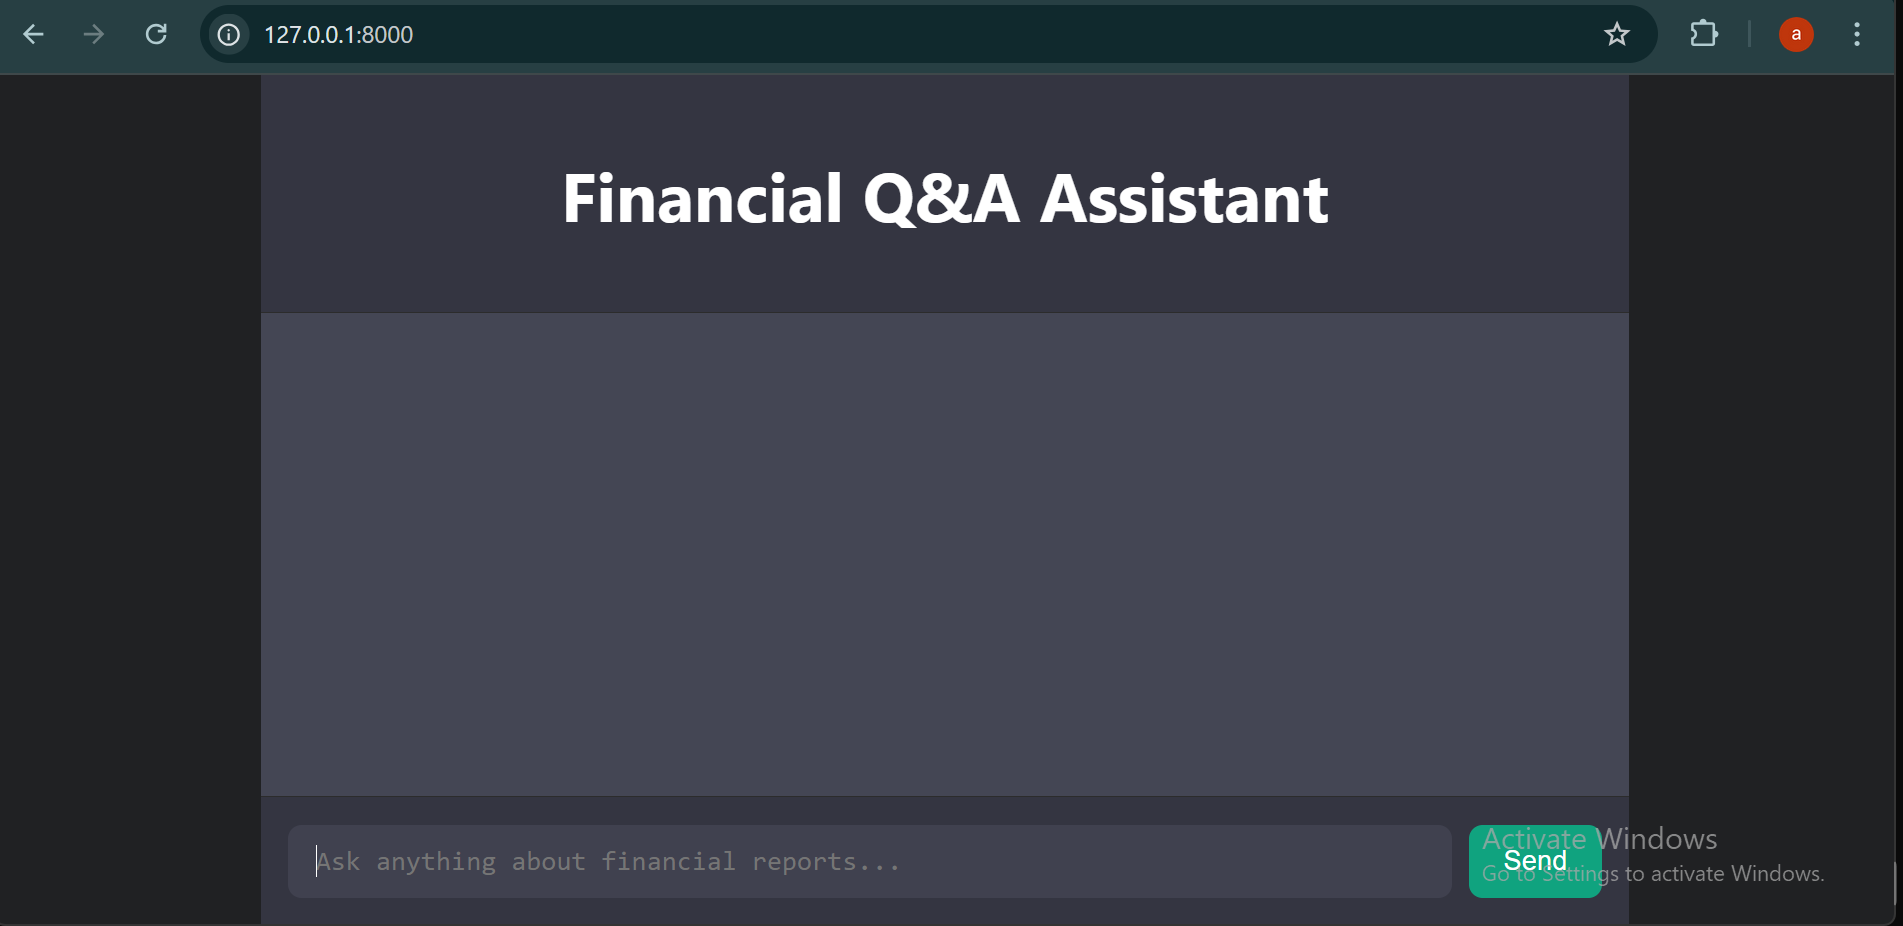 127.0.0.1:8000
a
Financial Q&A Assistant
Ask anything about financial reports...
Send
Activate Windows
Go to Settings to activate Windows.